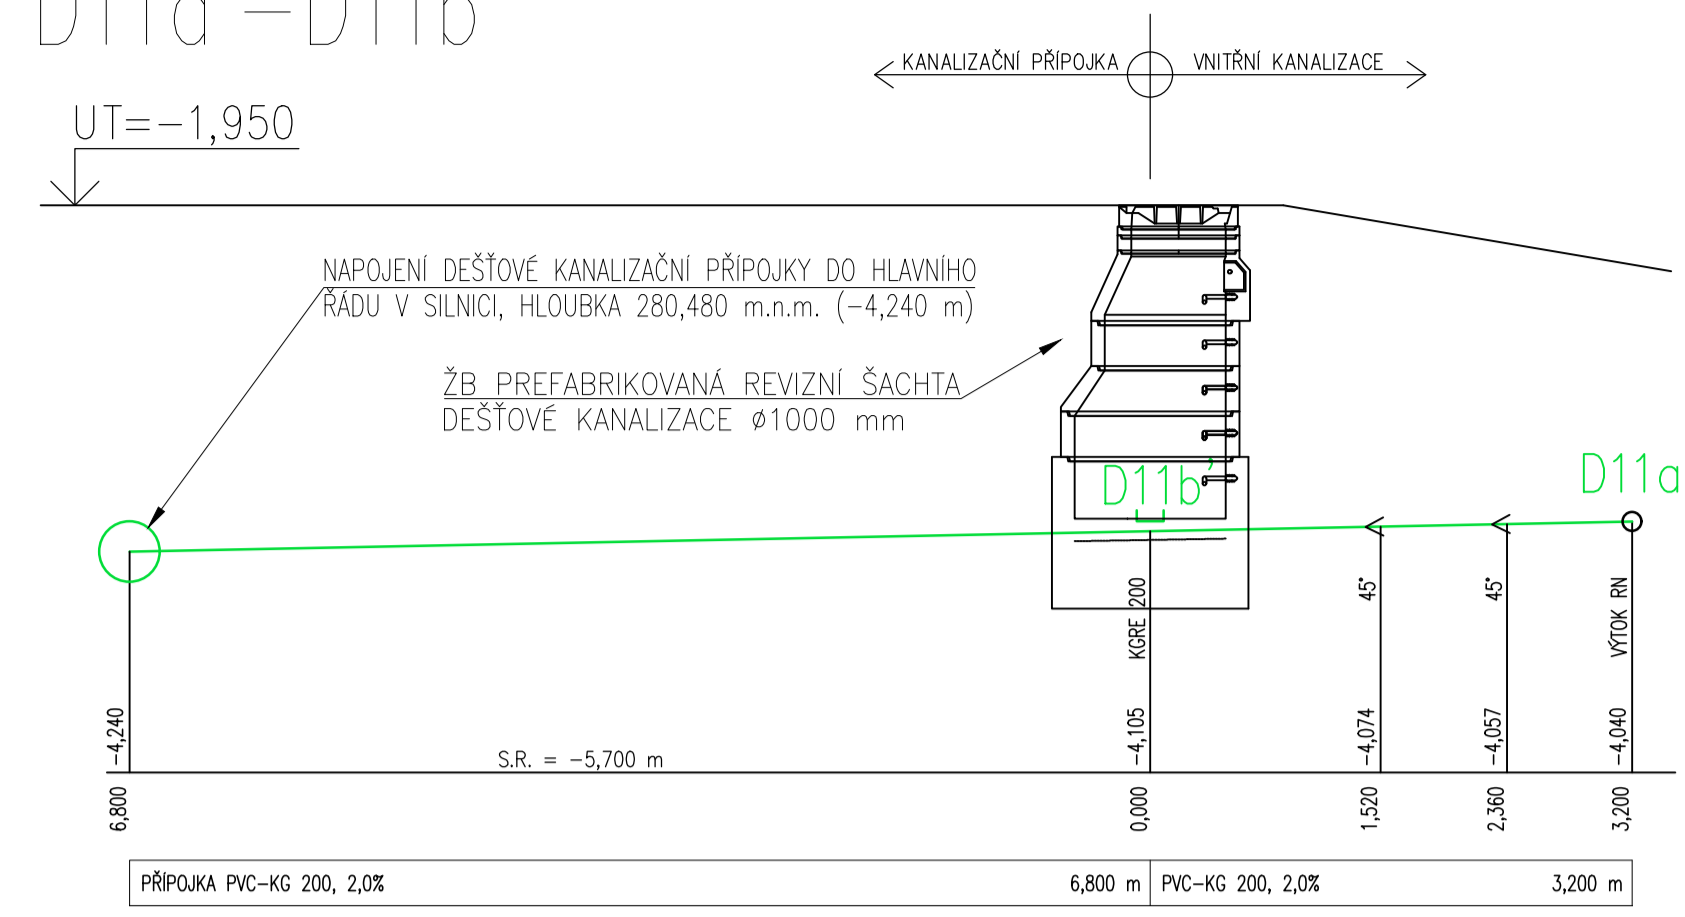 D11a-D11b'
KANALIZAČNÍ PŘÍPOJKA
VNITŘNÍ KANALIZACE
UT=-1,950
NAPOJENÍ DEŠŤOVÉ KANALIZAČNÍ PŘÍPOJKY DO HLAVNÍHO
ŘÁDU V SILNICI, HLOUBKA 280,480 m.n.m. (-4,240 m)
ŽB PREFABRIKOVANÁ REVIZNÍ ŠACHTA
DEŠŤOVÉ KANALIZACE ø1000 mm
D11b'
D11a
KGRE 200
45°
45°
VÝTOK RN
-4,240
-4,105
-4,074
-4,057
-4,040
S.R. = -5,700 m
6,800
0,000
1,520
2,360
3,200
PŘÍPOJKA PVC-KG 200, 2,0%
6,800 m
PVC-KG 200, 2,0%
3,200 m